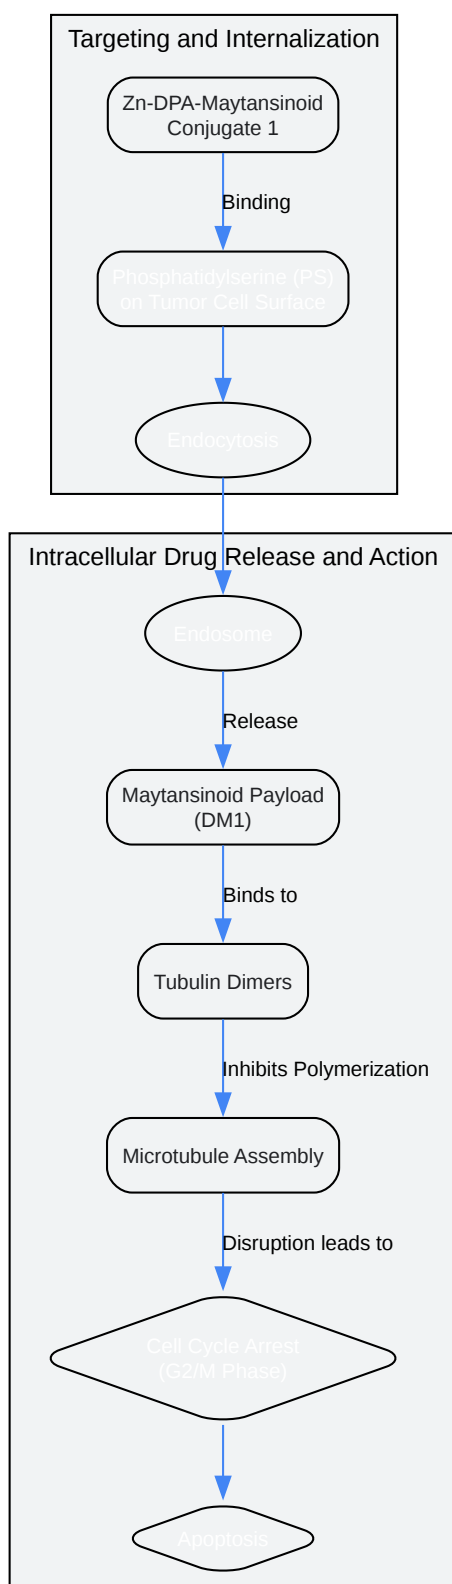 Targeting and Internalization
Zn-DPA-Maytansinoid
Conjugate 1
Binding
Phosphatidylserine (PS)
on Tumor Cell Surface
Endocytosis
Intracellular Drug Release and Action
Endosome
Release
Maytansinoid Payload
(DM1)
Binds to
Tubulin Dimers
Inhibits Polymerization
Microtubule Assembly
Disruption leads to
Cell Cycle Arrest
(G2/M Phase)
Apoptosis